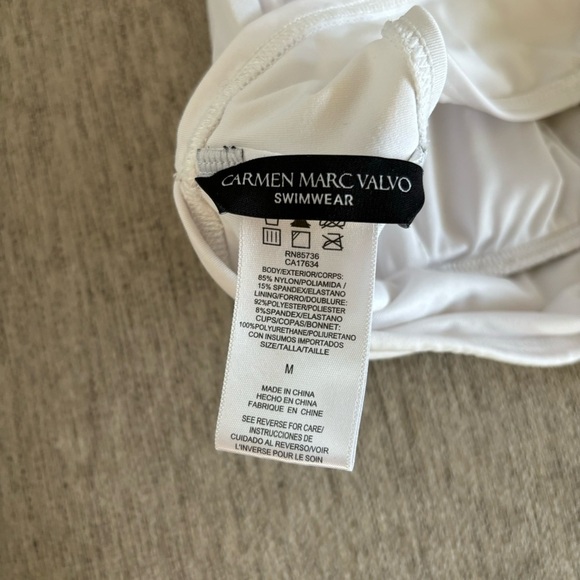 CARMEN MARC VALVO
SWIMWEAR
RN85736
CA17634
BODY/EXTERIOR/CORPS:
85% NYLON/POLIAMIDA /
15% SPANDEX/ELASTANO
LINING/FORRO/DOUBLURE:
92%POLYESTER/POLIESTER
8%SPANDEX/ELASTANO
CUPS/COPAS/BONNET:
100%POLYURETHANE/POLIURETANO
CON INSUMOS IMPORTADOS
SIZE/TALLA/TAILLE
M
MADE IN CHINA
HECHO EN CHINA
FABRIQUE EN CHINE
SEE REVERSE FOR CARE/
INSTRUCCIONES DE
CUIDADO AL REVERSO/VOIR
L'INVERSE POUR LE SOIN